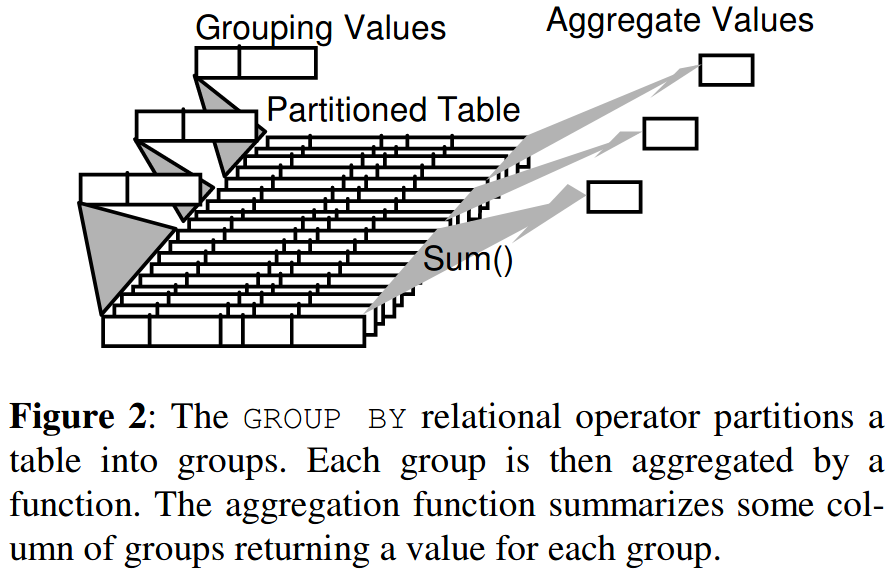 Grouping Values
Aggregate Values
Partitioned Table
Sum()
Figure 2: The GROUP BY relational operator partitions a
table into groups. Each group is then aggregated by a
function. The aggregation function summarizes some col-
umn of groups returning a value for each group.